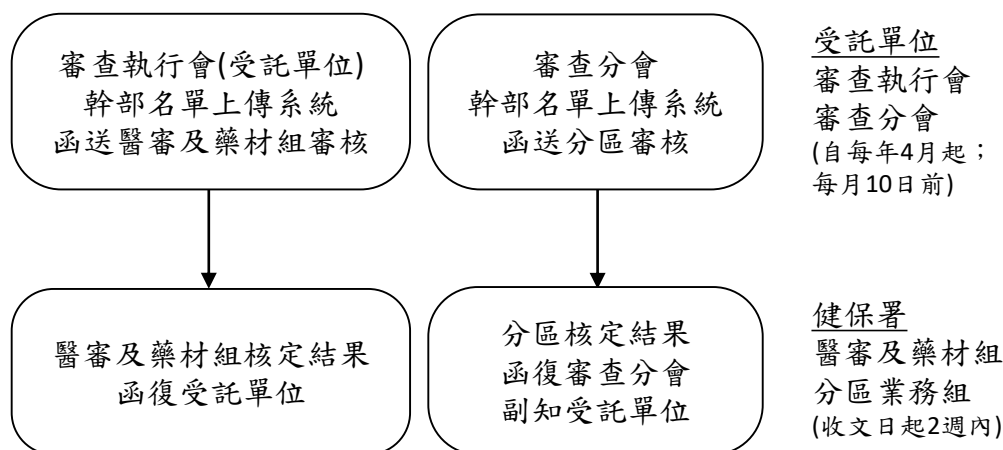 審查執行會(受託單位)
幹部名單上傳系統
函送醫審及藥材組審核
審查分會
幹部名單上傳系統
函送分區審核
受託單位
審查執行會
審查分會
(自每年4月起；
每月10日前)
醫審及藥材組核定結果
函復受託單位
分區核定結果
函復審查分會
副知受託單位
健保署
醫審及藥材組
分區業務組
(收文日起2週內)